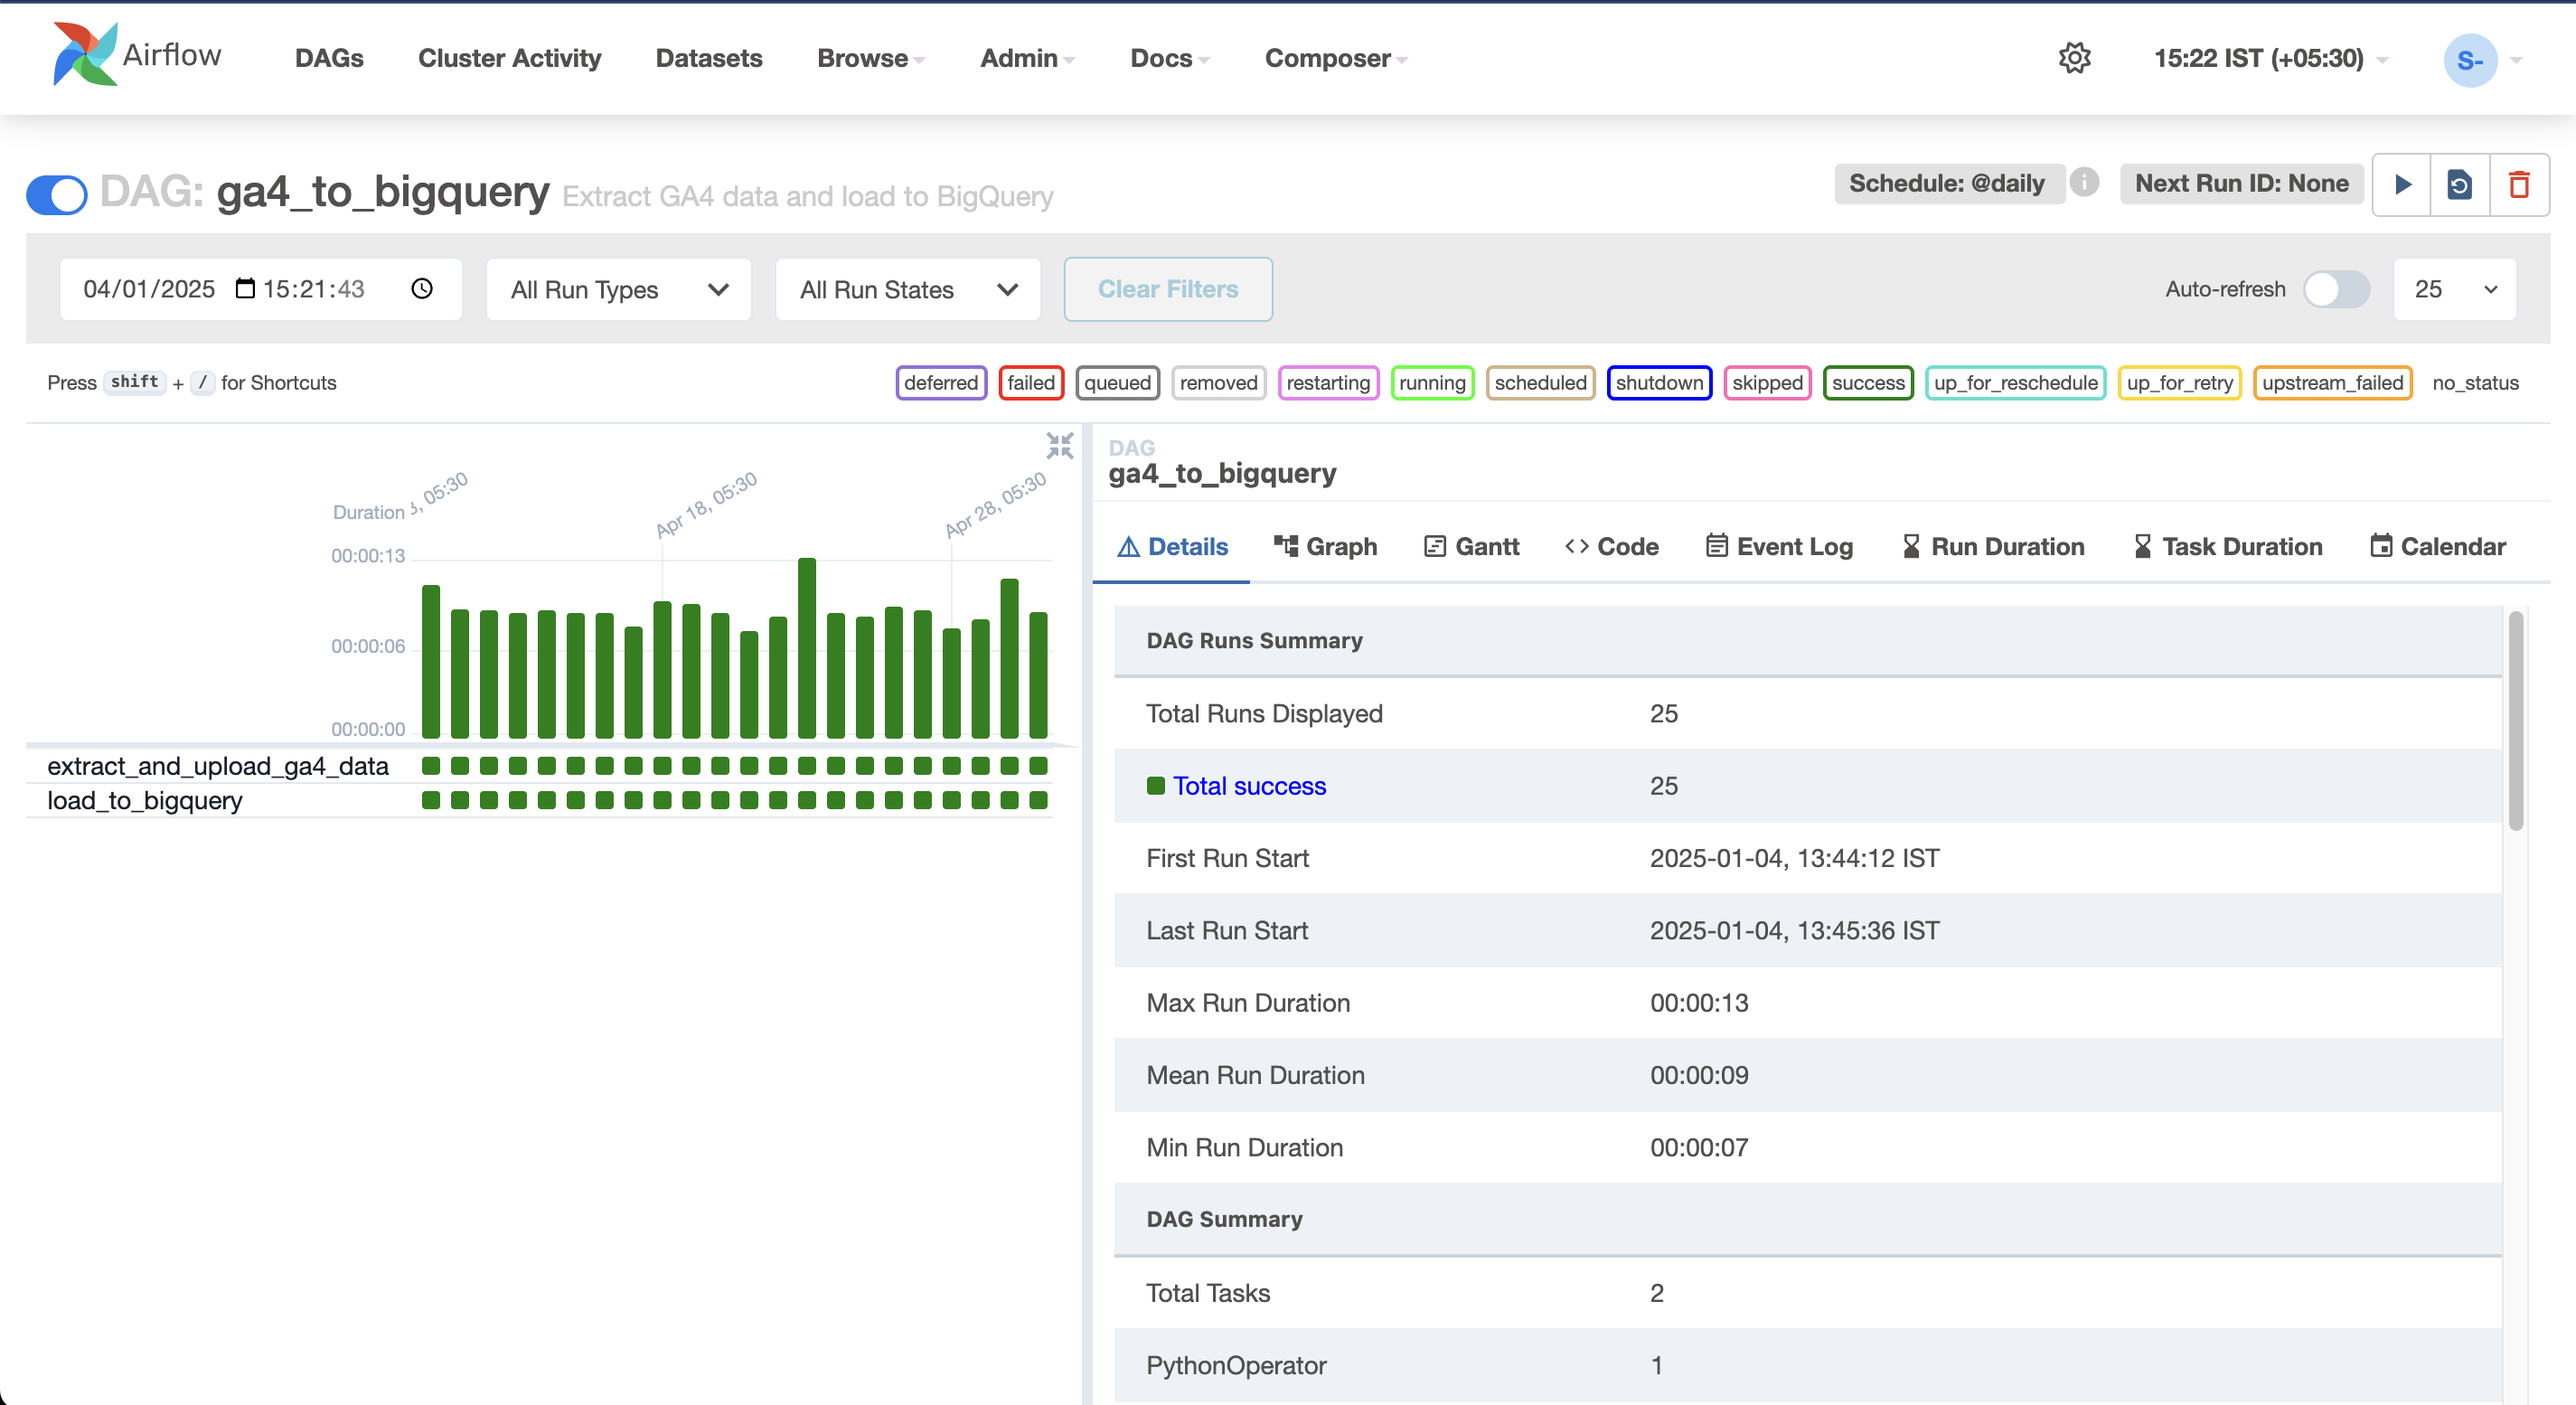 Airflow DAGs Cluster Activity Datasets Browse Admin Docs Composer 15:22 IST (+05:30) S-
DAG: ga4_to_bigquery Extract GA4 data and load to BigQuery Schedule: @daily i Next Run ID: None
04/01/2025 15:21:43 All Run Types All Run States Clear Filters Auto-refresh 25
Press shift + / for Shortcuts deferred failed queued removed restarting running scheduled shutdown skipped success up_for_reschedule up_for_retry upstream_failed no_status
Duration , 05:30 Apr 18, 05:30 Apr 28, 05:30
00:00:13
00:00:06
00:00:00
extract_and_upload_ga4_data
load_to_bigquery
DAG
ga4_to_bigquery
Details Graph Gantt Code Event Log Run Duration Task Duration Calendar
DAG Runs Summary
Total Runs Displayed 25
Total success 25
First Run Start 2025-01-04, 13:44:12 IST
Last Run Start 2025-01-04, 13:45:36 IST
Max Run Duration 00:00:13
Mean Run Duration 00:00:09
Min Run Duration 00:00:07
DAG Summary
Total Tasks 2
PythonOperator 1